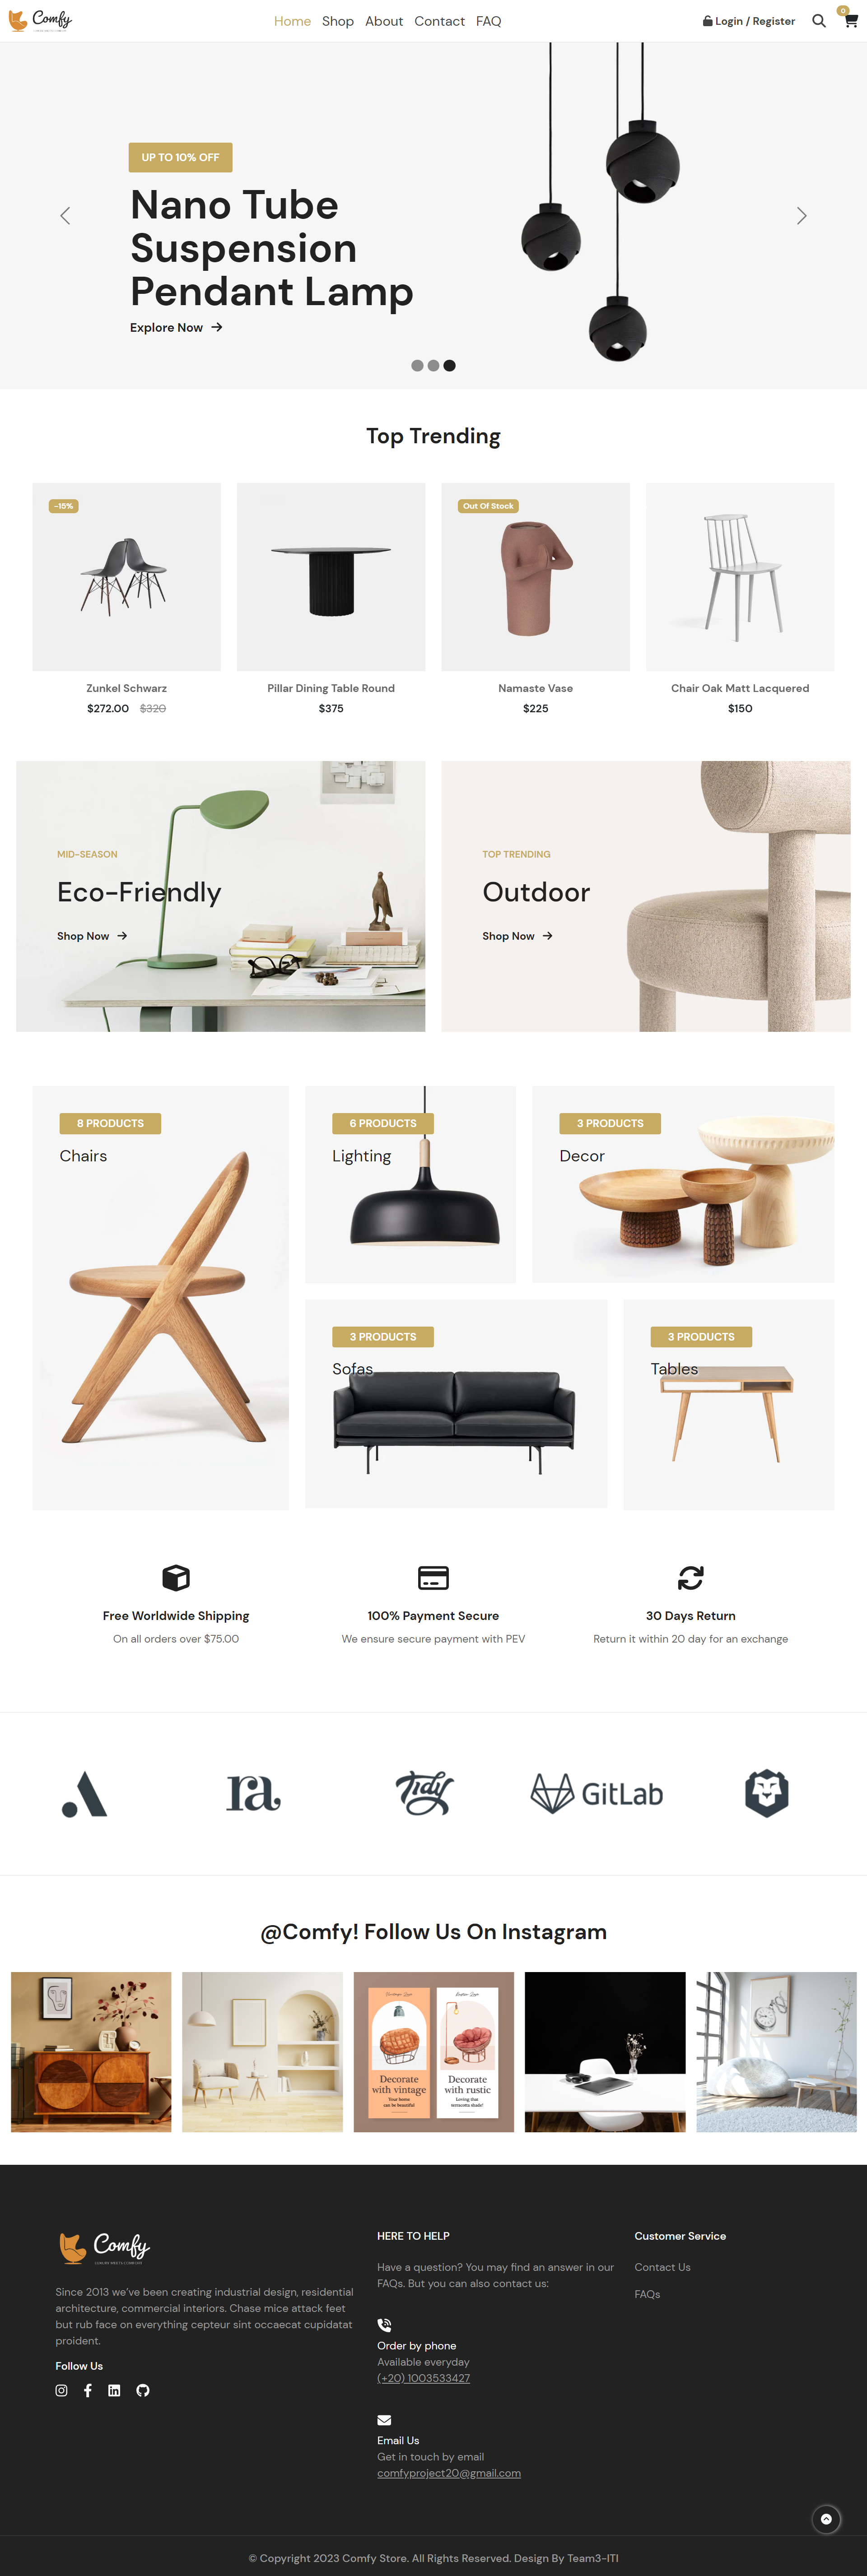 Comfy
Home Shop About Contact FAQ
Login / Register
0
UP TO 10% OFF
Nano Tube
Suspension
Pendant Lamp
Explore Now
Top Trending
-15%
Out Of Stock
Zunkel Schwarz
$272.00 $320
Pillar Dining Table Round
$375
Namaste Vase
$225
Chair Oak Matt Lacquered
$150
MID-SEASON
Eco-Friendly
Shop Now
TOP TRENDING
Outdoor
Shop Now
8 PRODUCTS
Chairs
6 PRODUCTS
Lighting
3 PRODUCTS
Decor
3 PRODUCTS
Sofas
3 PRODUCTS
Tables
Free Worldwide Shipping
On all orders over $75.00
100% Payment Secure
We ensure secure payment with PEV
30 Days Return
Return it within 20 day for an exchange
ra
Tidy
GitLab
@Comfy! Follow Us On Instagram
Decorate
with vintage
Your home
can be beautiful
Decorate
with rustic
Loving that
terracotta shade!
Comfy
Since 2013 we've been creating industrial design, residential
architecture, commercial interiors. Chase mice attack feet
but rub face on everything cepteur sint occaecat cupidatat
proident.
Follow Us
HERE TO HELP
Have a question? You may find an answer in our
FAQs. But you can also contact us:
Order by phone
Available everyday
(+20) 1003533427
Email Us
Get in touch by email
comfyproject20@gmail.com
Customer Service
Contact Us
FAQs
© Copyright 2023 Comfy Store. All Rights Reserved. Design By Team3-ITI